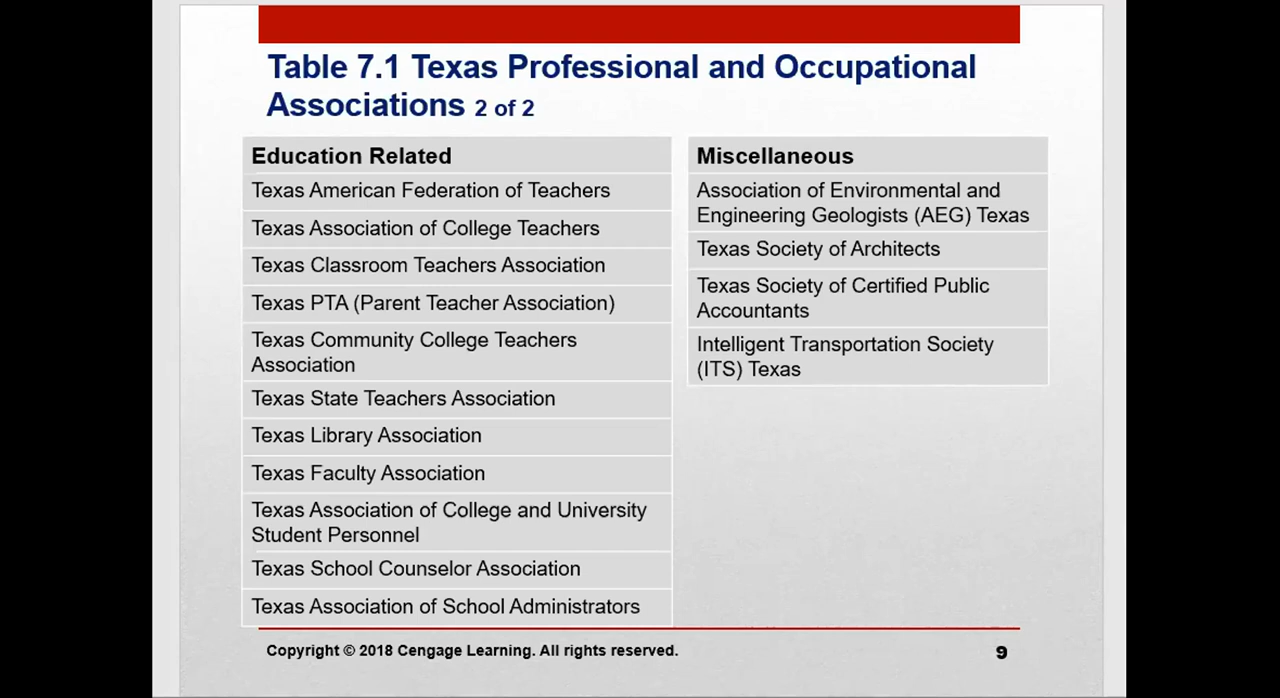 Table 7.1 Texas Professional and Occupational
Associations 2 of 2
Education Related
Texas American Federation of Teachers
Texas Association of College Teachers
Texas Classroom Teachers Association
Texas PTA (Parent Teacher Association)
Texas Community College Teachers
Association
Texas State Teachers Association
Texas Library Association
Texas Faculty Association
Texas Association of College and University
Student Personnel
Texas School Counselor Association
Texas Association of School Administrators
Miscellaneous
Association of Environmental and
Engineering Geologists (AEG) Texas
Texas Society of Architects
Texas Society of Certified Public
Accountants
Intelligent Transportation Society
(ITS) Texas
Copyright © 2018 Cengage Learning. All rights reserved.
9